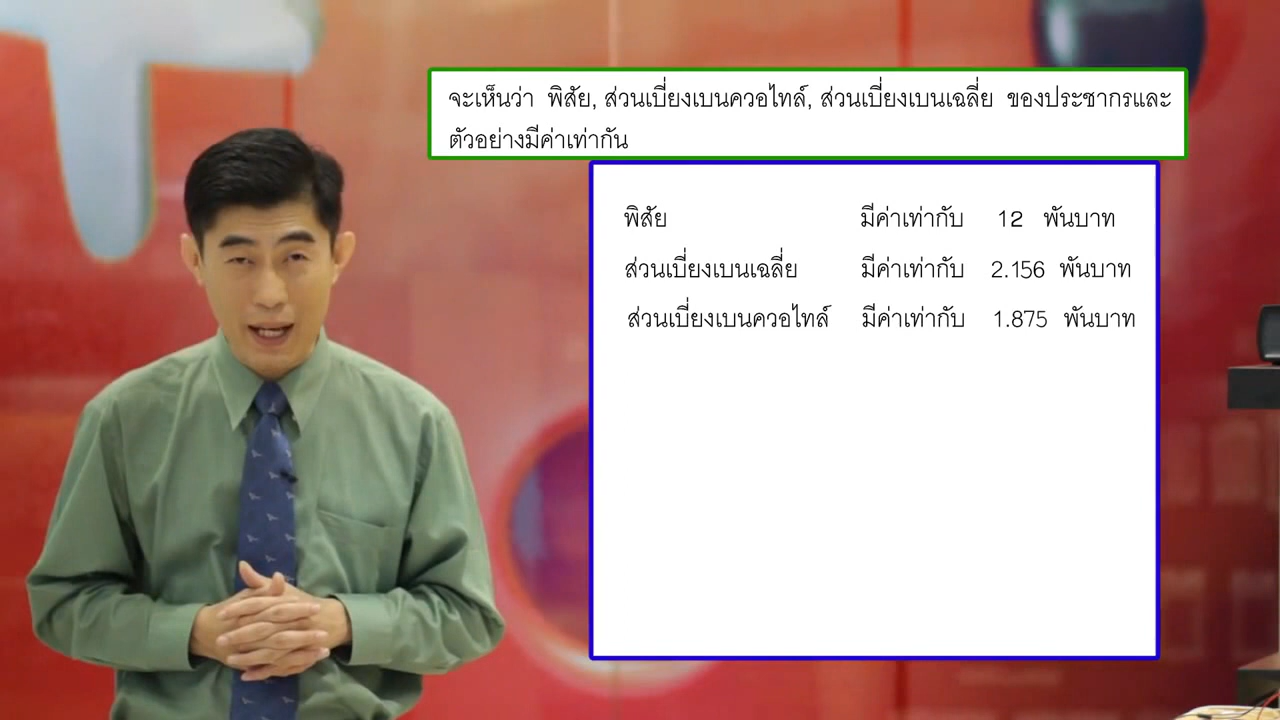 จะเห็นว่า พิสัย, ส่วนเบี่ยงเบนควอไทล์, ส่วนเบี่ยงเบนเฉลี่ย ของประชากรและ
ตัวอย่างมีค่าเท่ากัน
พิสัย มีค่าเท่ากับ 12 พันบาท
ส่วนเบี่ยงเบนเฉลี่ย มีค่าเท่ากับ 2.156 พันบาท
ส่วนเบี่ยงเบนควอไทล์ มีค่าเท่ากับ 1.875 พันบาท